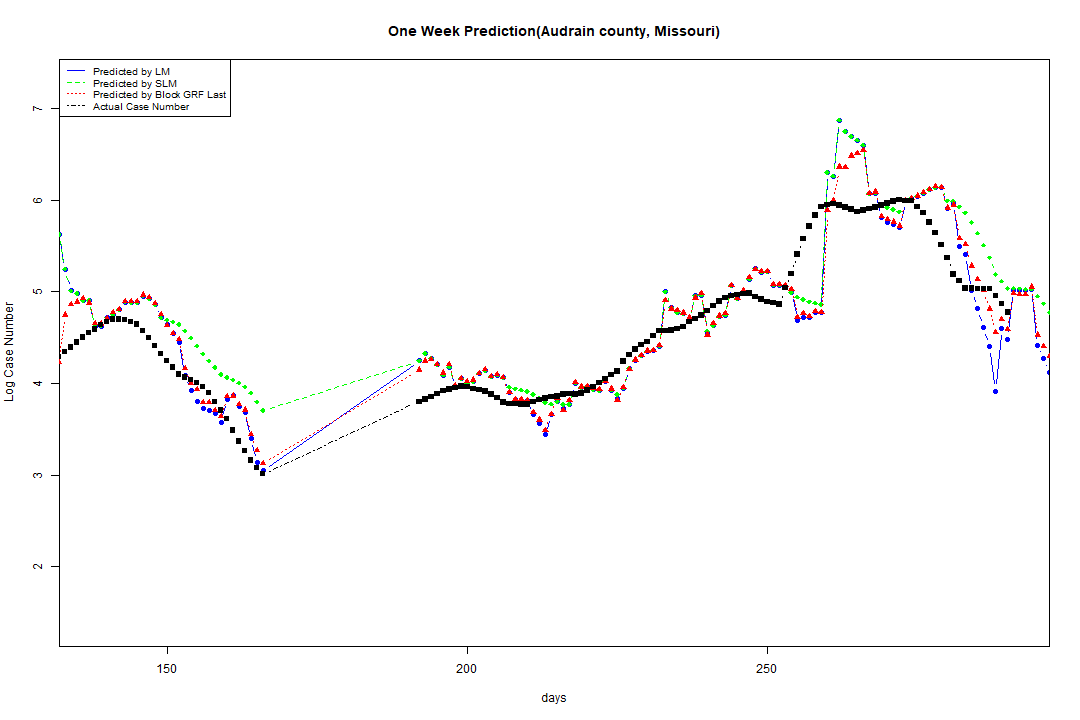 One Week Prediction(Audrain county, Missouri)
Predicted by LM
Predicted by SLM
Predicted by Block GRF Last
Actual Case Number
7
6
5
4
3
2
Log Case Number
150 200 250
days